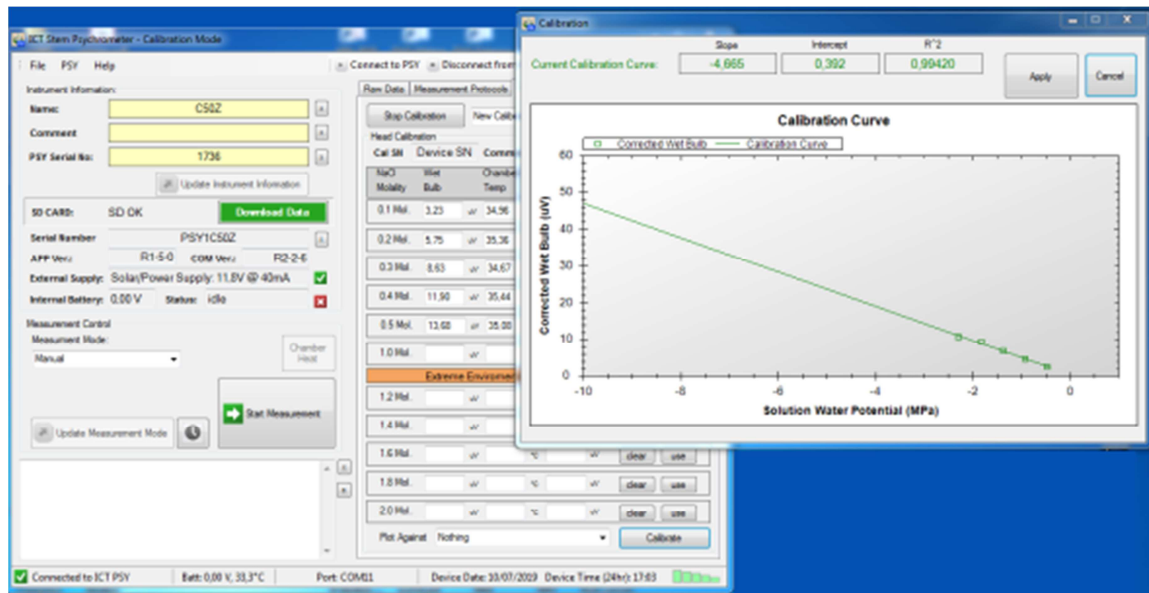 ICT Stem Psychrometer - Calibration Mode
File PSY Help
Connect to PSY Disconnect from
Instrument Information:
Name: C50Z
Comment
PSY Serial No: 1736
Update Instrument Information
SD CARD: SD OK Download Data
Serial Number PSY1C50Z
APP Ver.: R1-5-0 COM Ver.: R2-2-6
External Supply: Solar/Power Supply: 11.8V @ 40mA
Internal Battery: 0.00 V Status: idle
Measurement Control
Measurement Mode:
Manual
Chamber Heat
Start Measurement
Update Measurement Mode
Raw Data Measurement Protocols
Stop Calibration New Calib
Head Calibration
Cal SN Device SN Comm
NaCl Wet Chamber
Molality Bulb Temp
0.1 Mol. 3,23 uV 34,96
0.2 Mol. 5,75 uV 35,36
0.3 Mol. 8,63 uV 34,67
0.4 Mol. 11,90 uV 35,44
0.5 Mol. 13,60 uV 35,08
1.0 Mol. uV
Extreme Enviromen
1.2 Mol. uV
1.4 Mol. uV
1.6 Mol. uV °C uV clear use
1.8 Mol. uV °C uV clear use
2.0 Mol. uV °C uV clear use
Plot Against Nothing Calibrate
Connected to ICT PSY Batt: 0,00 V, 33,3°C Port: COM11 Device Date: 10/07/2019 Device Time (24hr): 17:03
Calibration
Slope Intercept R^2
Current Calibration Curve: -4,665 0,392 0,99420
Apply Cancel
Calibration Curve
Corrected Wet Bulb Calibration Curve
Corrected Wet Bulb (uV)
60
50
40
30
20
10
0
-10 -8 -6 -4 -2 0
Solution Water Potential (MPa)